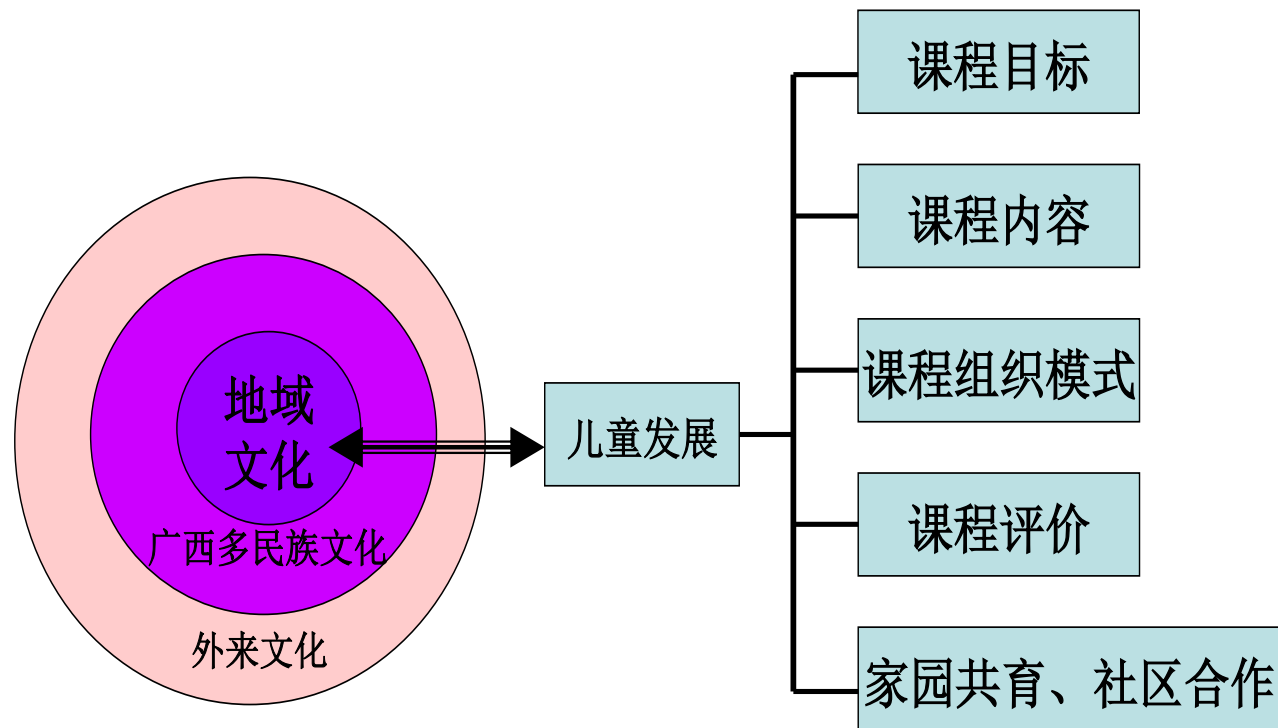 地域
文化
广西多民族文化
外来文化
儿童发展
课程目标
课程内容
课程组织模式
课程评价
家园共育、社区合作